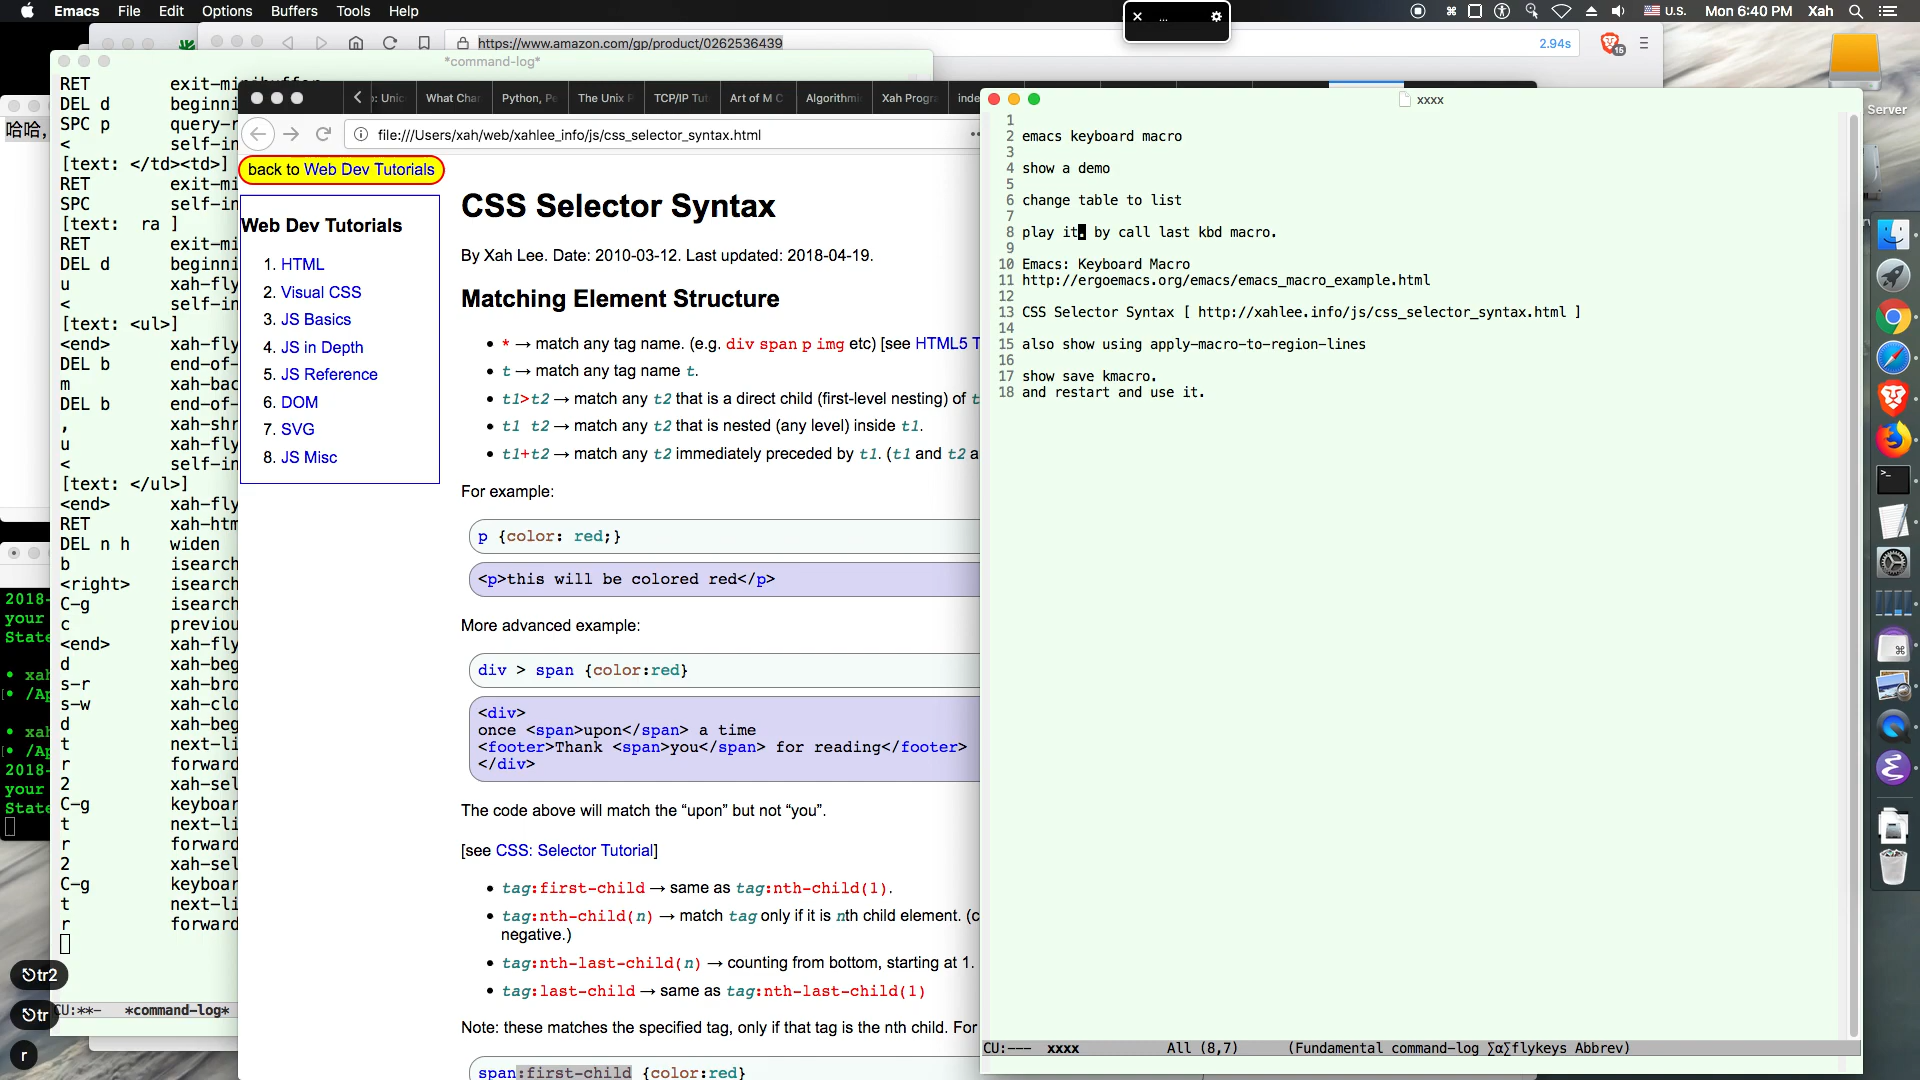 Emacs File Edit Options Buffers Tools Help
U.S. Mon 6:40 PM Xah
https://www.amazon.com/gp/product/0262536439
2.94s
16
*command-log*
Server
哈哈,
RET exit-minibuffer
DEL d beginni
SPC p query-r
< self-in
[text: </td><td>]
RET exit-mi
SPC self-in
[text: ra ]
RET exit-mi
DEL d beginni
u xah-fly
< self-in
[text: <ul>]
<end> xah-fly
DEL b end-of-
m xah-bac
DEL b end-of-
, xah-shr
u xah-fly
< self-in
[text: </ul>]
<end> xah-fly
RET xah-htm
DEL n h widen
b isearch
<right> isearch
C-g isearch
c previou
<end> xah-fly
d xah-beg
s-r xah-bro
s-w xah-clo
d xah-beg
t next-li
r forward
2 xah-sel
C-g keyboar
t next-li
r forward
2 xah-sel
C-g keyboar
t next-li
r forward
CU:**- *command-log*
2018-
your
State
• xah
• /Ap
• xah
• /Ap
2018-
your
State
tr2
tr
r
: Unic What Cha Python, Pe The Unix P TCP/IP Tut Art of M C Algorithmi Xah Progra inde
file:///Users/xah/web/xahlee_info/js/css_selector_syntax.html
back to Web Dev Tutorials
Web Dev Tutorials
1. HTML
2. Visual CSS
3. JS Basics
4. JS in Depth
5. JS Reference
6. DOM
7. SVG
8. JS Misc
CSS Selector Syntax
By Xah Lee. Date: 2010-03-12. Last updated: 2018-04-19.
Matching Element Structure
• * → match any tag name. (e.g. div span p img etc) [see HTML5 T
• t → match any tag name t.
• t1>t2 → match any t2 that is a direct child (first-level nesting) of t
• t1 t2 → match any t2 that is nested (any level) inside t1.
• t1+t2 → match any t2 immediately preceded by t1. (t1 and t2 a
For example:
p {color: red;}
<p>this will be colored red</p>
More advanced example:
div > span {color:red}
<div>
once <span>upon</span> a time
<footer>Thank <span>you</span> for reading</footer>
</div>
The code above will match the “upon” but not “you”.
[see CSS: Selector Tutorial]
• tag:first-child → same as tag:nth-child(1).
• tag:nth-child(n) → match tag only if it is nth child element. (c
negative.)
• tag:nth-last-child(n) → counting from bottom, starting at 1.
• tag:last-child → same as tag:nth-last-child(1)
Note: these matches the specified tag, only if that tag is the nth child. For
span:first-child {color:red}
xxxx
1
2 emacs keyboard macro
3
4 show a demo
5
6 change table to list
7
8 play it. by call last kbd macro.
9
10 Emacs: Keyboard Macro
11 http://ergoemacs.org/emacs/emacs_macro_example.html
12
13 CSS Selector Syntax [ http://xahlee.info/js/css_selector_syntax.html ]
14
15 also show using apply-macro-to-region-lines
16
17 show save kmacro.
18 and restart and use it.
CU:--- xxxx All (8,7) (Fundamental command-log ∑α∑flykeys Abbrev)